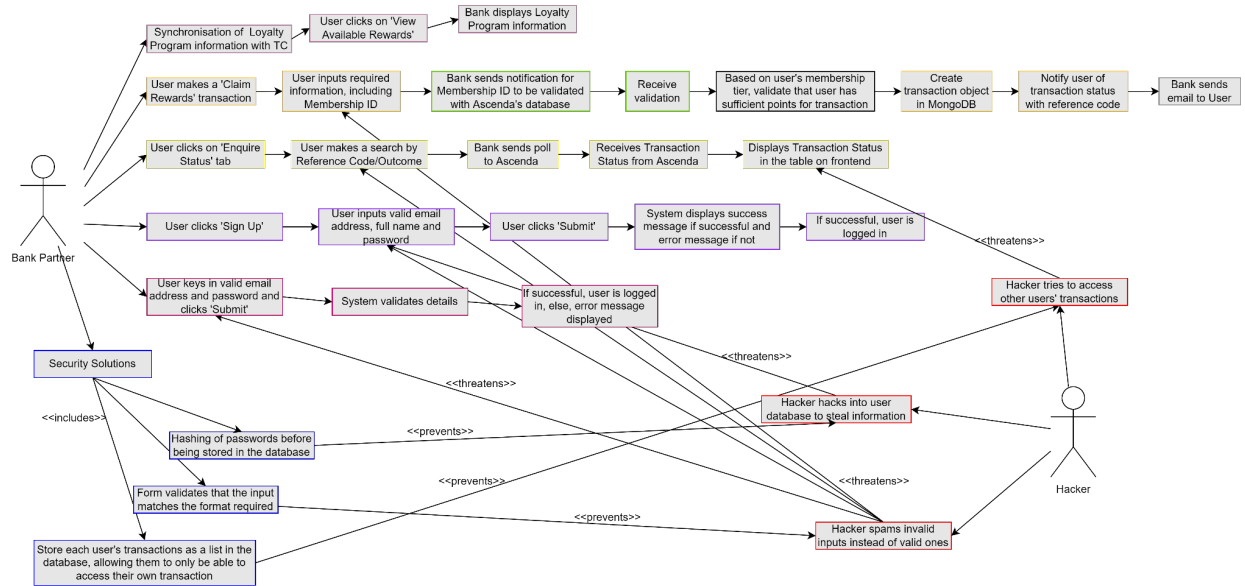 Synchronisation of Loyalty
Program information with TC
User clicks on 'View
Available Rewards'
Bank displays Loyalty
Program information
User makes a 'Claim
Rewards' transaction
User inputs required
information, including
Membership ID
Bank sends notification for
Membership ID to be validated
with Ascenda's database
Receive
validation
Based on user's membership
tier, validate that user has
sufficient points for transaction
Create
transaction object
in MongoDB
Notify user of
transaction status
with reference code
Bank sends
email to User
User clicks on 'Enquire
Status' tab
User makes a search by
Reference Code/Outcome
Bank sends poll
to Ascenda
Receives Transaction
Status from Ascenda
Displays Transaction Status
in the table on frontend
Bank Partner
User clicks 'Sign Up'
User inputs valid email
address, full name and
password
User clicks 'Submit'
System displays success
message if successful and
error message if not
If successful, user is
logged in
<<threatens>>
User keys in valid email
address and password and
clicks 'Submit'
System validates details
If successful, user is logged
in, else, error message
displayed
Hacker tries to access
other users' transactions
Security Solutions
<<threatens>>
<<threatens>>
<<includes>>
Hacker hacks into user
database to steal information
Hashing of passwords before
being stored in the database
<<prevents>>
<<prevents>>
<<threatens>>
Hacker
Form validates that the input
matches the format required
<<prevents>>
Hacker spams invalid
inputs instead of valid ones
Store each user's transactions as a list in the
database, allowing them to only be able to
access their own transaction